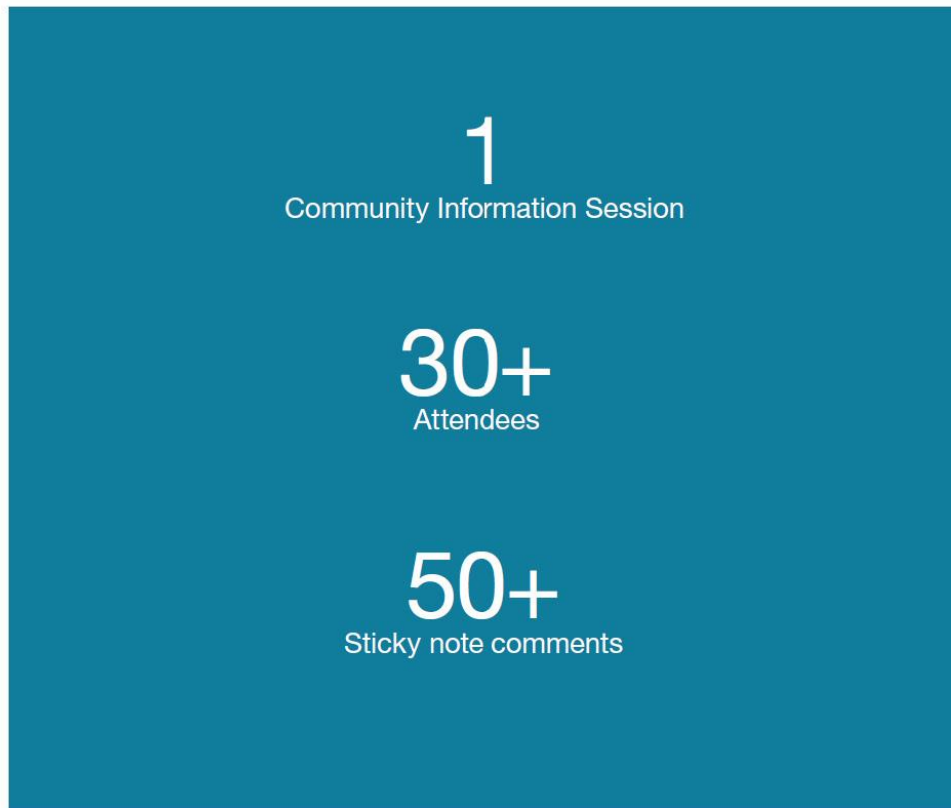 1
Community Information Session
30+
Attendees
50+
Sticky note comments